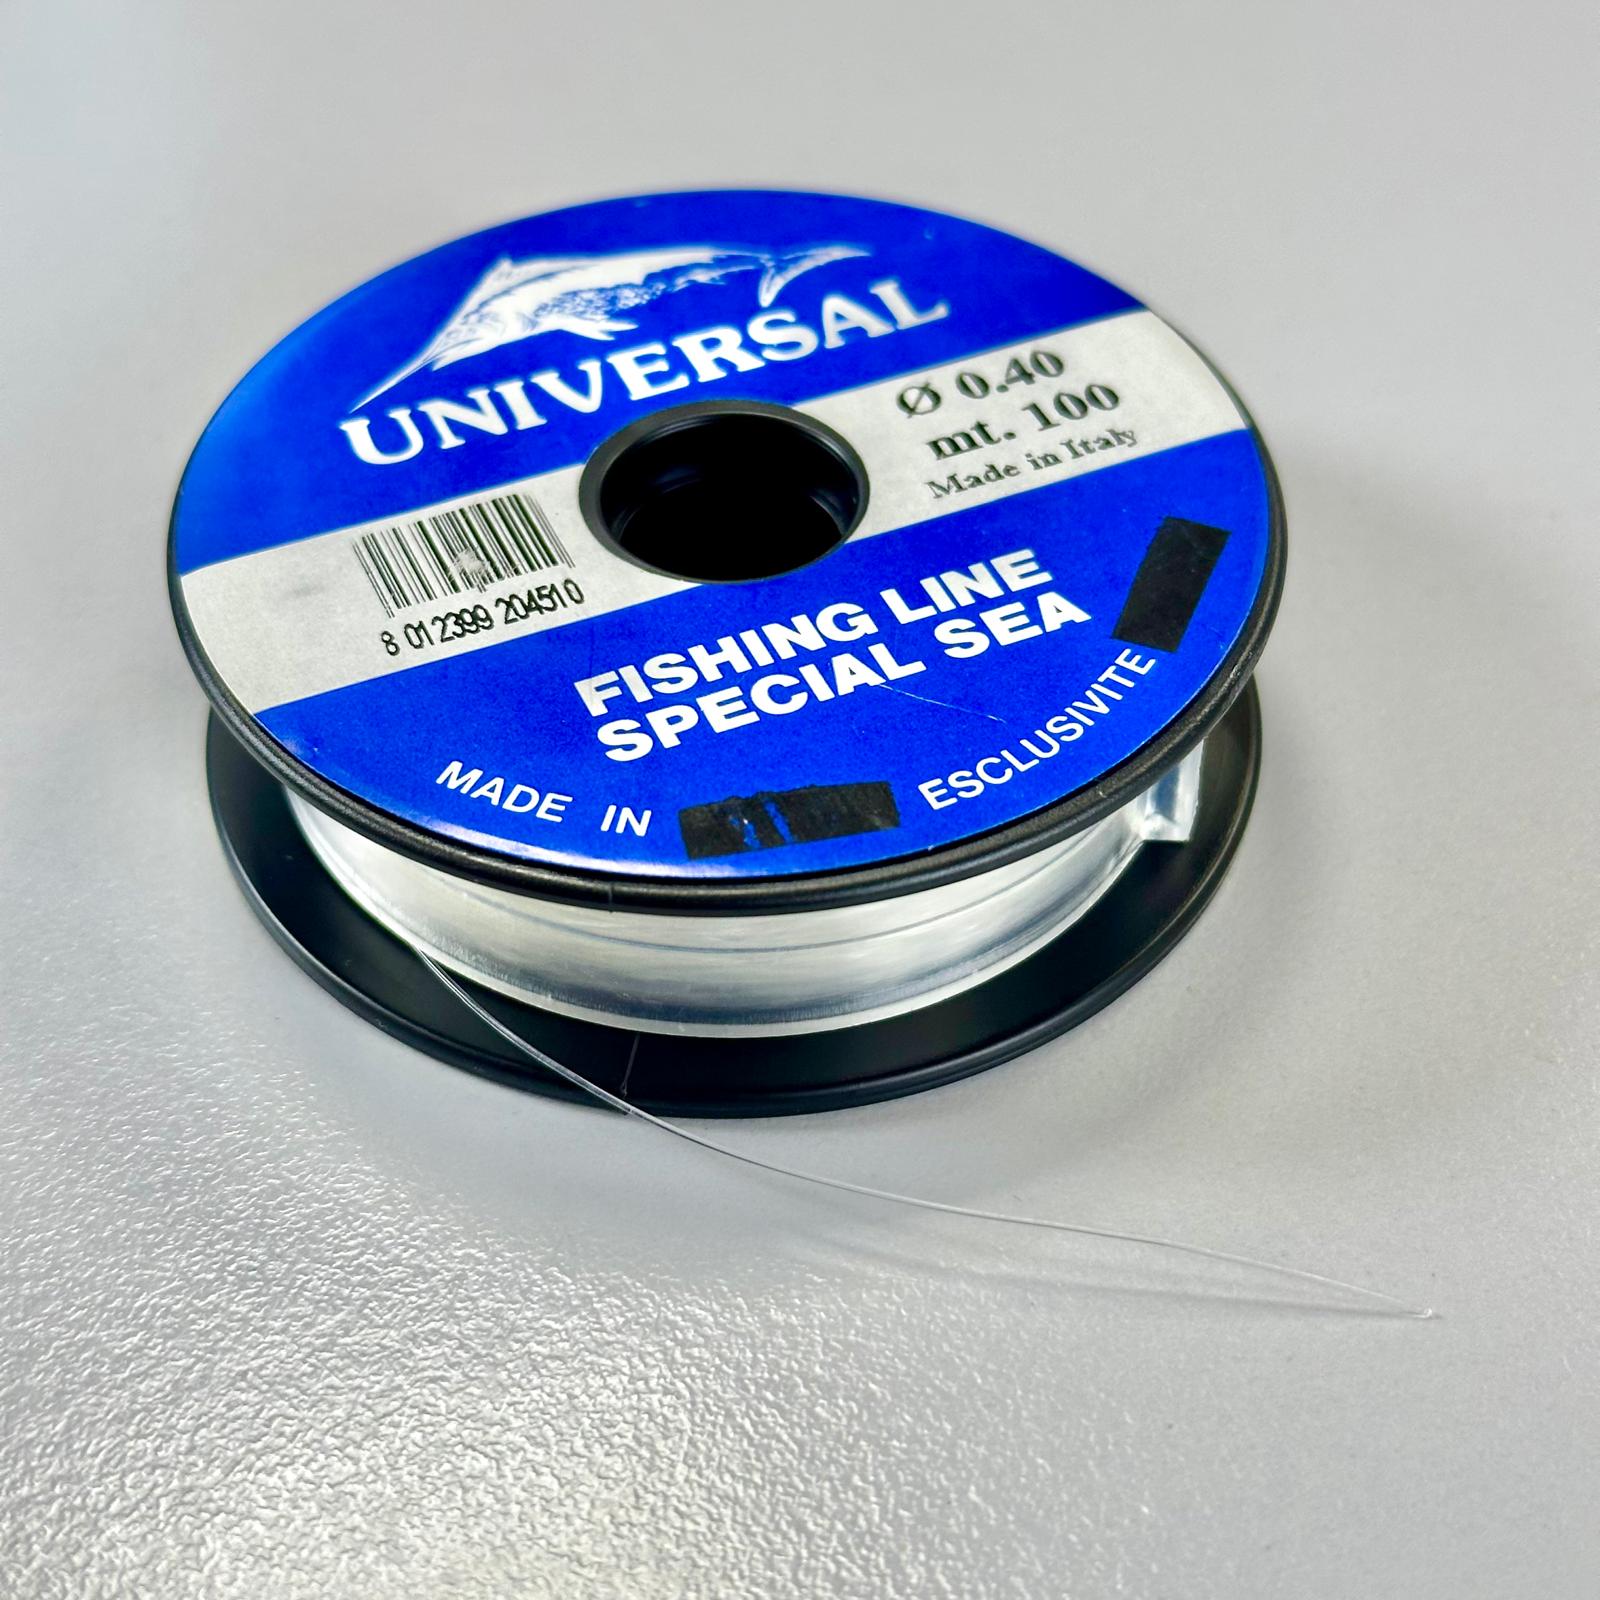 UNIVERSAL
Ø 0.40
mt. 100
Made in Italy
8 012399 204510
FISHING LINE
SPECIAL SEA
MADE IN
ESCLUSIVITE